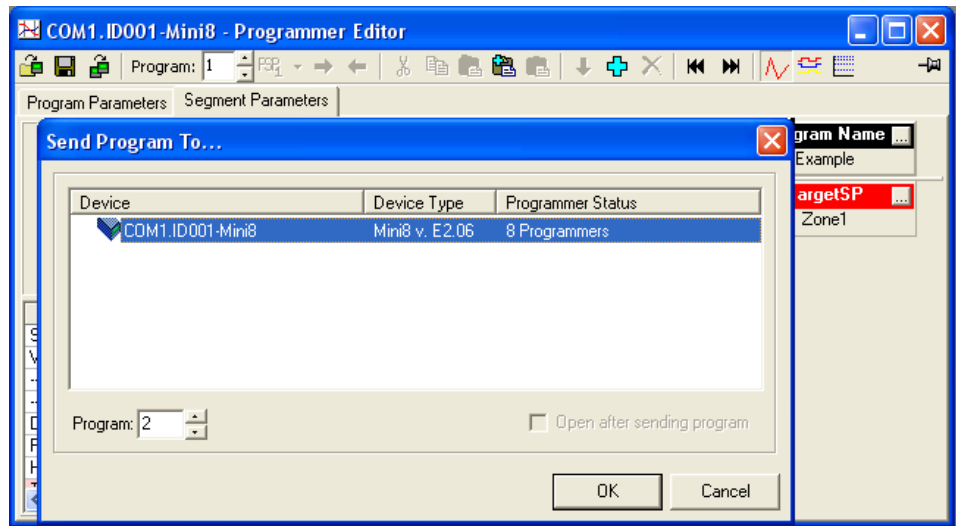 COM1.ID001-Mini8 - Programmer Editor
Program: 1
Program Parameters Segment Parameters
Send Program To...
gram Name ...
Example
argetSP ...
Zone1
Device Device Type Programmer Status
COM1.ID001-Mini8 Mini8 v. E2.06 8 Programmers
Program: 2
Open after sending program
OK Cancel